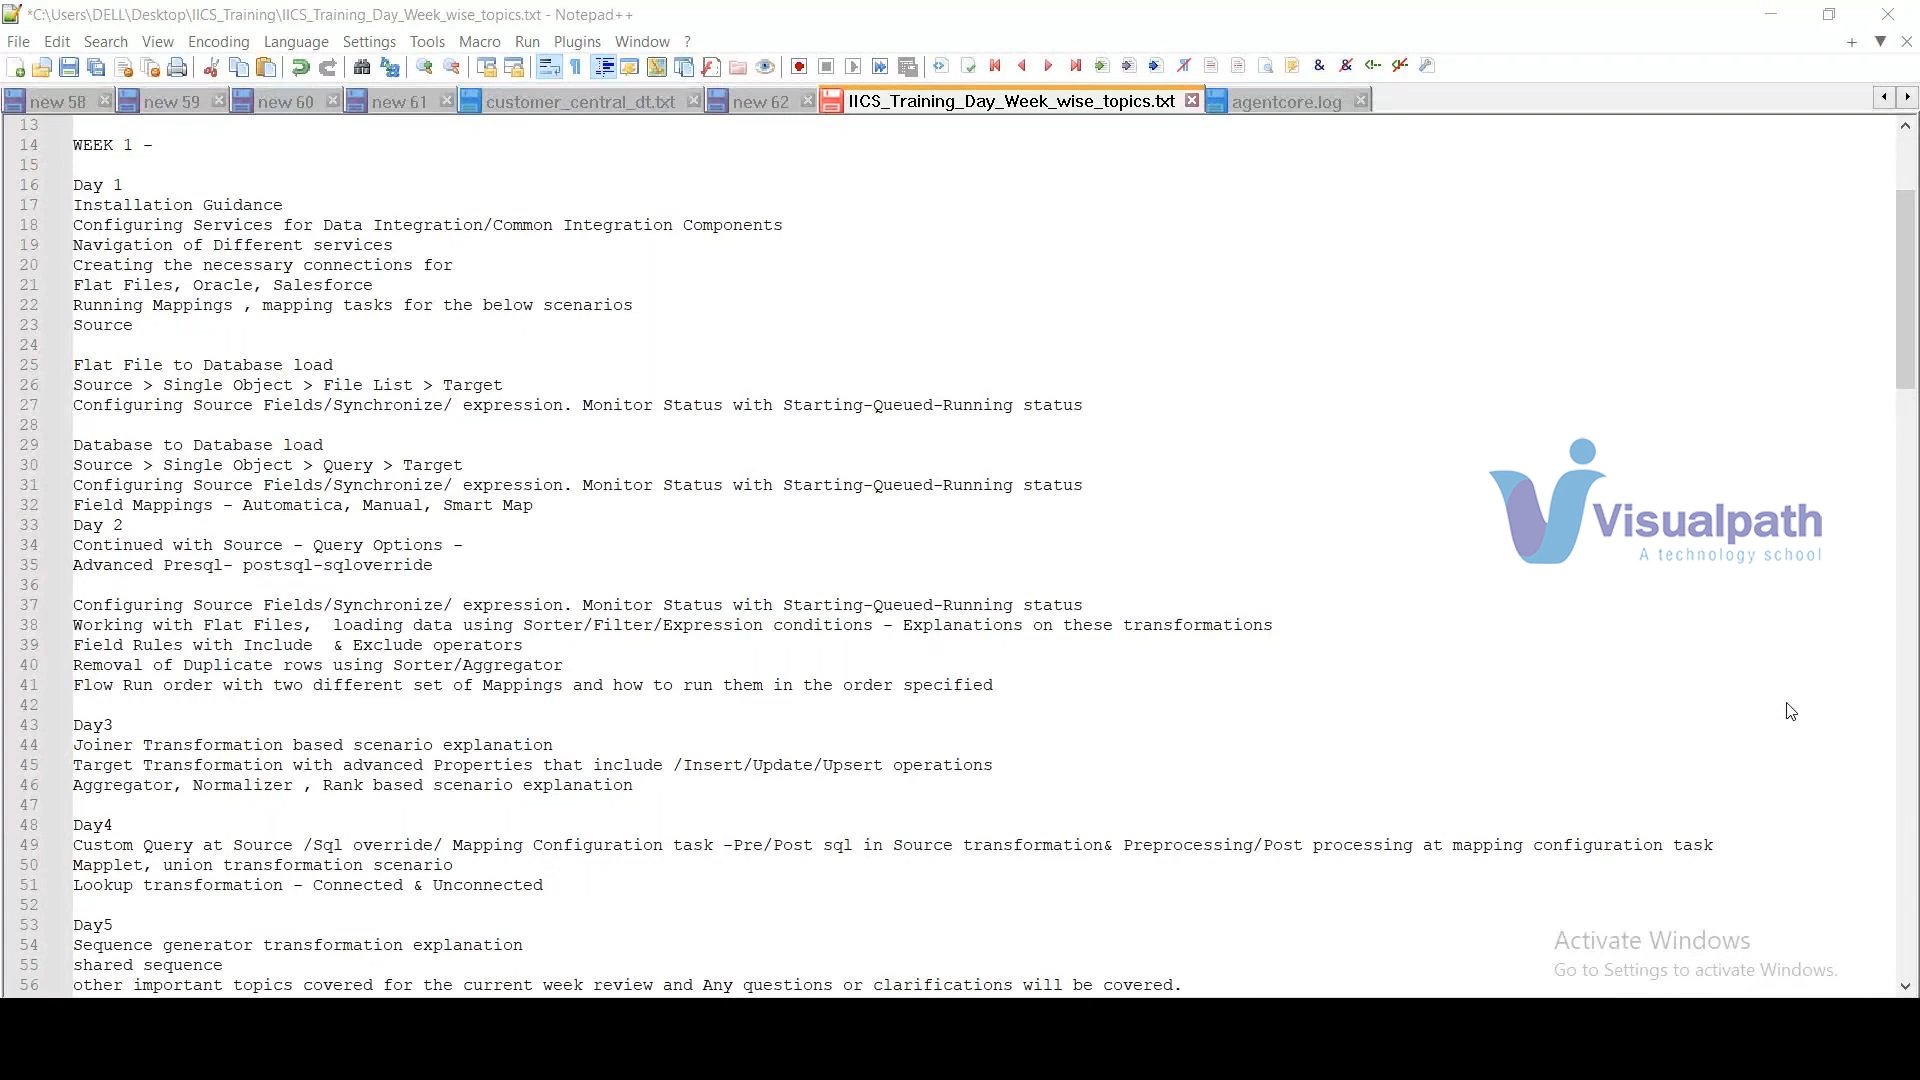 *C:\Users\DELL\Desktop\IICS_Training\IICS_Training_Day_Week_wise_topics.txt - Notepad++
File Edit Search View Encoding Language Settings Tools Macro Run Plugins Window ?
new 58 new 59 new 60 new 61 customer_central_dt.txt new 62 IICS_Training_Day_Week_wise_topics.txt agentcore.log
13
14 WEEK 1 -
15
16 Day 1
17 Installation Guidance
18 Configuring Services for Data Integration/Common Integration Components
19 Navigation of Different services
20 Creating the necessary connections for
21 Flat Files, Oracle, Salesforce
22 Running Mappings , mapping tasks for the below scenarios
23 Source
24
25 Flat File to Database load
26 Source > Single Object > File List > Target
27 Configuring Source Fields/Synchronize/ expression. Monitor Status with Starting-Queued-Running status
28
29 Database to Database load
30 Source > Single Object > Query > Target
31 Configuring Source Fields/Synchronize/ expression. Monitor Status with Starting-Queued-Running status
32 Field Mappings - Automatica, Manual, Smart Map
33 Day 2
34 Continued with Source - Query Options -
35 Advanced Presql- postsql-sqloverride
36
37 Configuring Source Fields/Synchronize/ expression. Monitor Status with Starting-Queued-Running status
38 Working with Flat Files,  loading data using Sorter/Filter/Expression conditions - Explanations on these transformations
39 Field Rules with Include  & Exclude operators
40 Removal of Duplicate rows using Sorter/Aggregator
41 Flow Run order with two different set of Mappings and how to run them in the order specified
42
43 Day3
44 Joiner Transformation based scenario explanation
45 Target Transformation with advanced Properties that include /Insert/Update/Upsert operations
46 Aggregator, Normalizer , Rank based scenario explanation
47
48 Day4
49 Custom Query at Source /Sql override/ Mapping Configuration task -Pre/Post sql in Source transformation& Preprocessing/Post processing at mapping configuration task
50 Mapplet, union transformation scenario
51 Lookup transformation - Connected & Unconnected
52
53 Day5
54 Sequence generator transformation explanation
55 shared sequence
56 other important topics covered for the current week review and Any questions or clarifications will be covered.
Visualpath
A technology school
Activate Windows
Go to Settings to activate Windows.